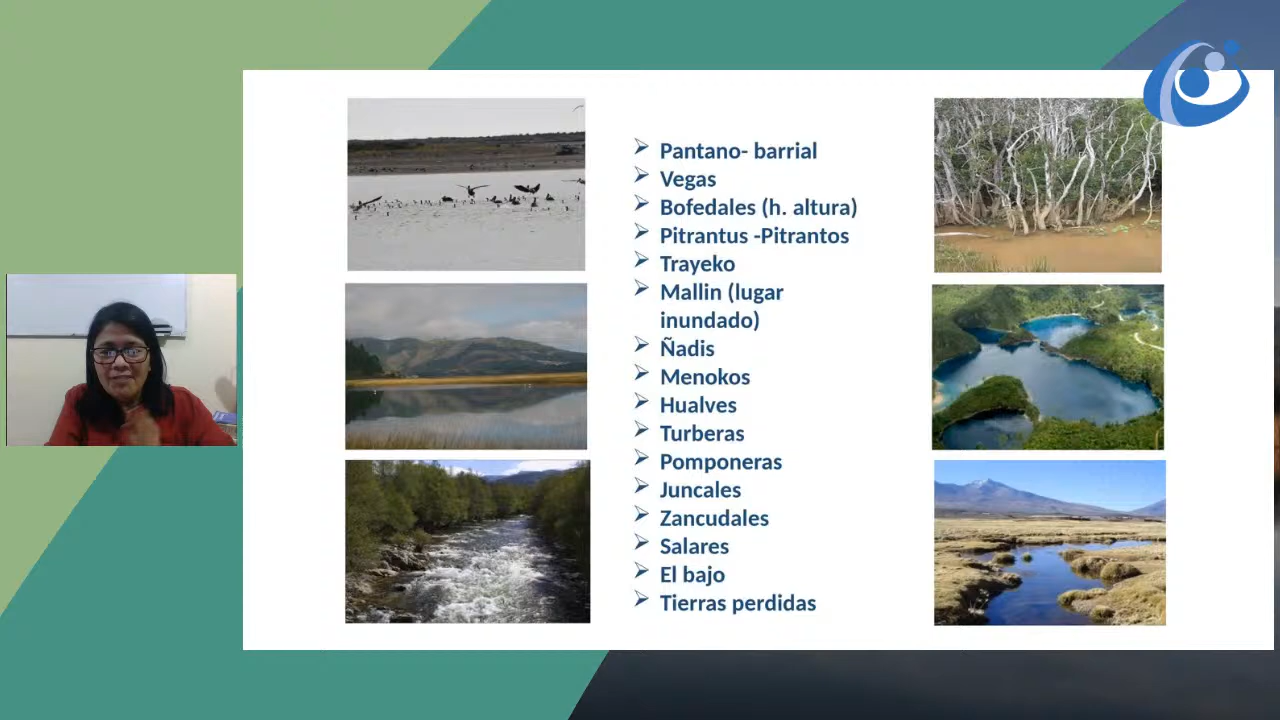 Pantano- barrial
Vegas
Bofedales (h. altura)
Pitrantus -Pitrantos
Trayeko
Mallin (lugar
inundado)
Ñadis
Menokos
Hualves
Turberas
Pomponeras
Juncales
Zancudales
Salares
El bajo
Tierras perdidas